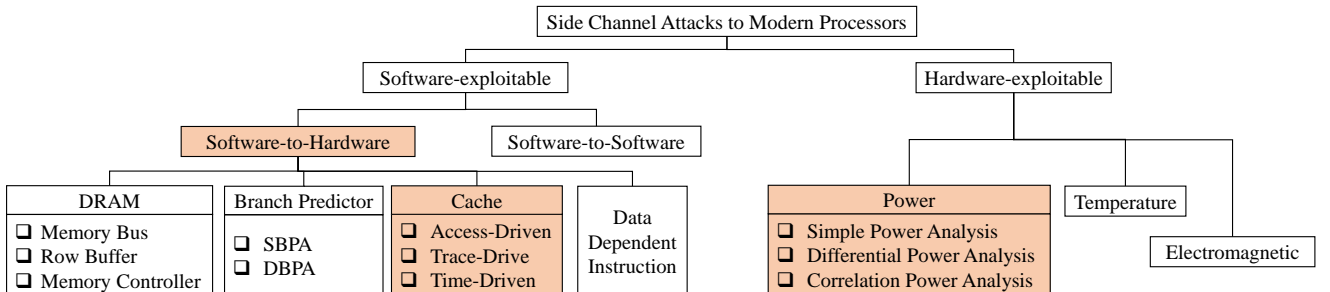 Side Channel Attacks to Modern Processors
Software-exploitable
Hardware-exploitable
Software-to-Hardware
Software-to-Software
DRAM
❑ Memory Bus
❑ Row Buffer
❑ Memory Controller
Branch Predictor
❑ SBPA
❑ DBPA
Cache
❑ Access-Driven
❑ Trace-Drive
❑ Time-Driven
Data
Dependent
Instruction
Power
❑ Simple Power Analysis
❑ Differential Power Analysis
❑ Correlation Power Analysis
Temperature
Electromagnetic